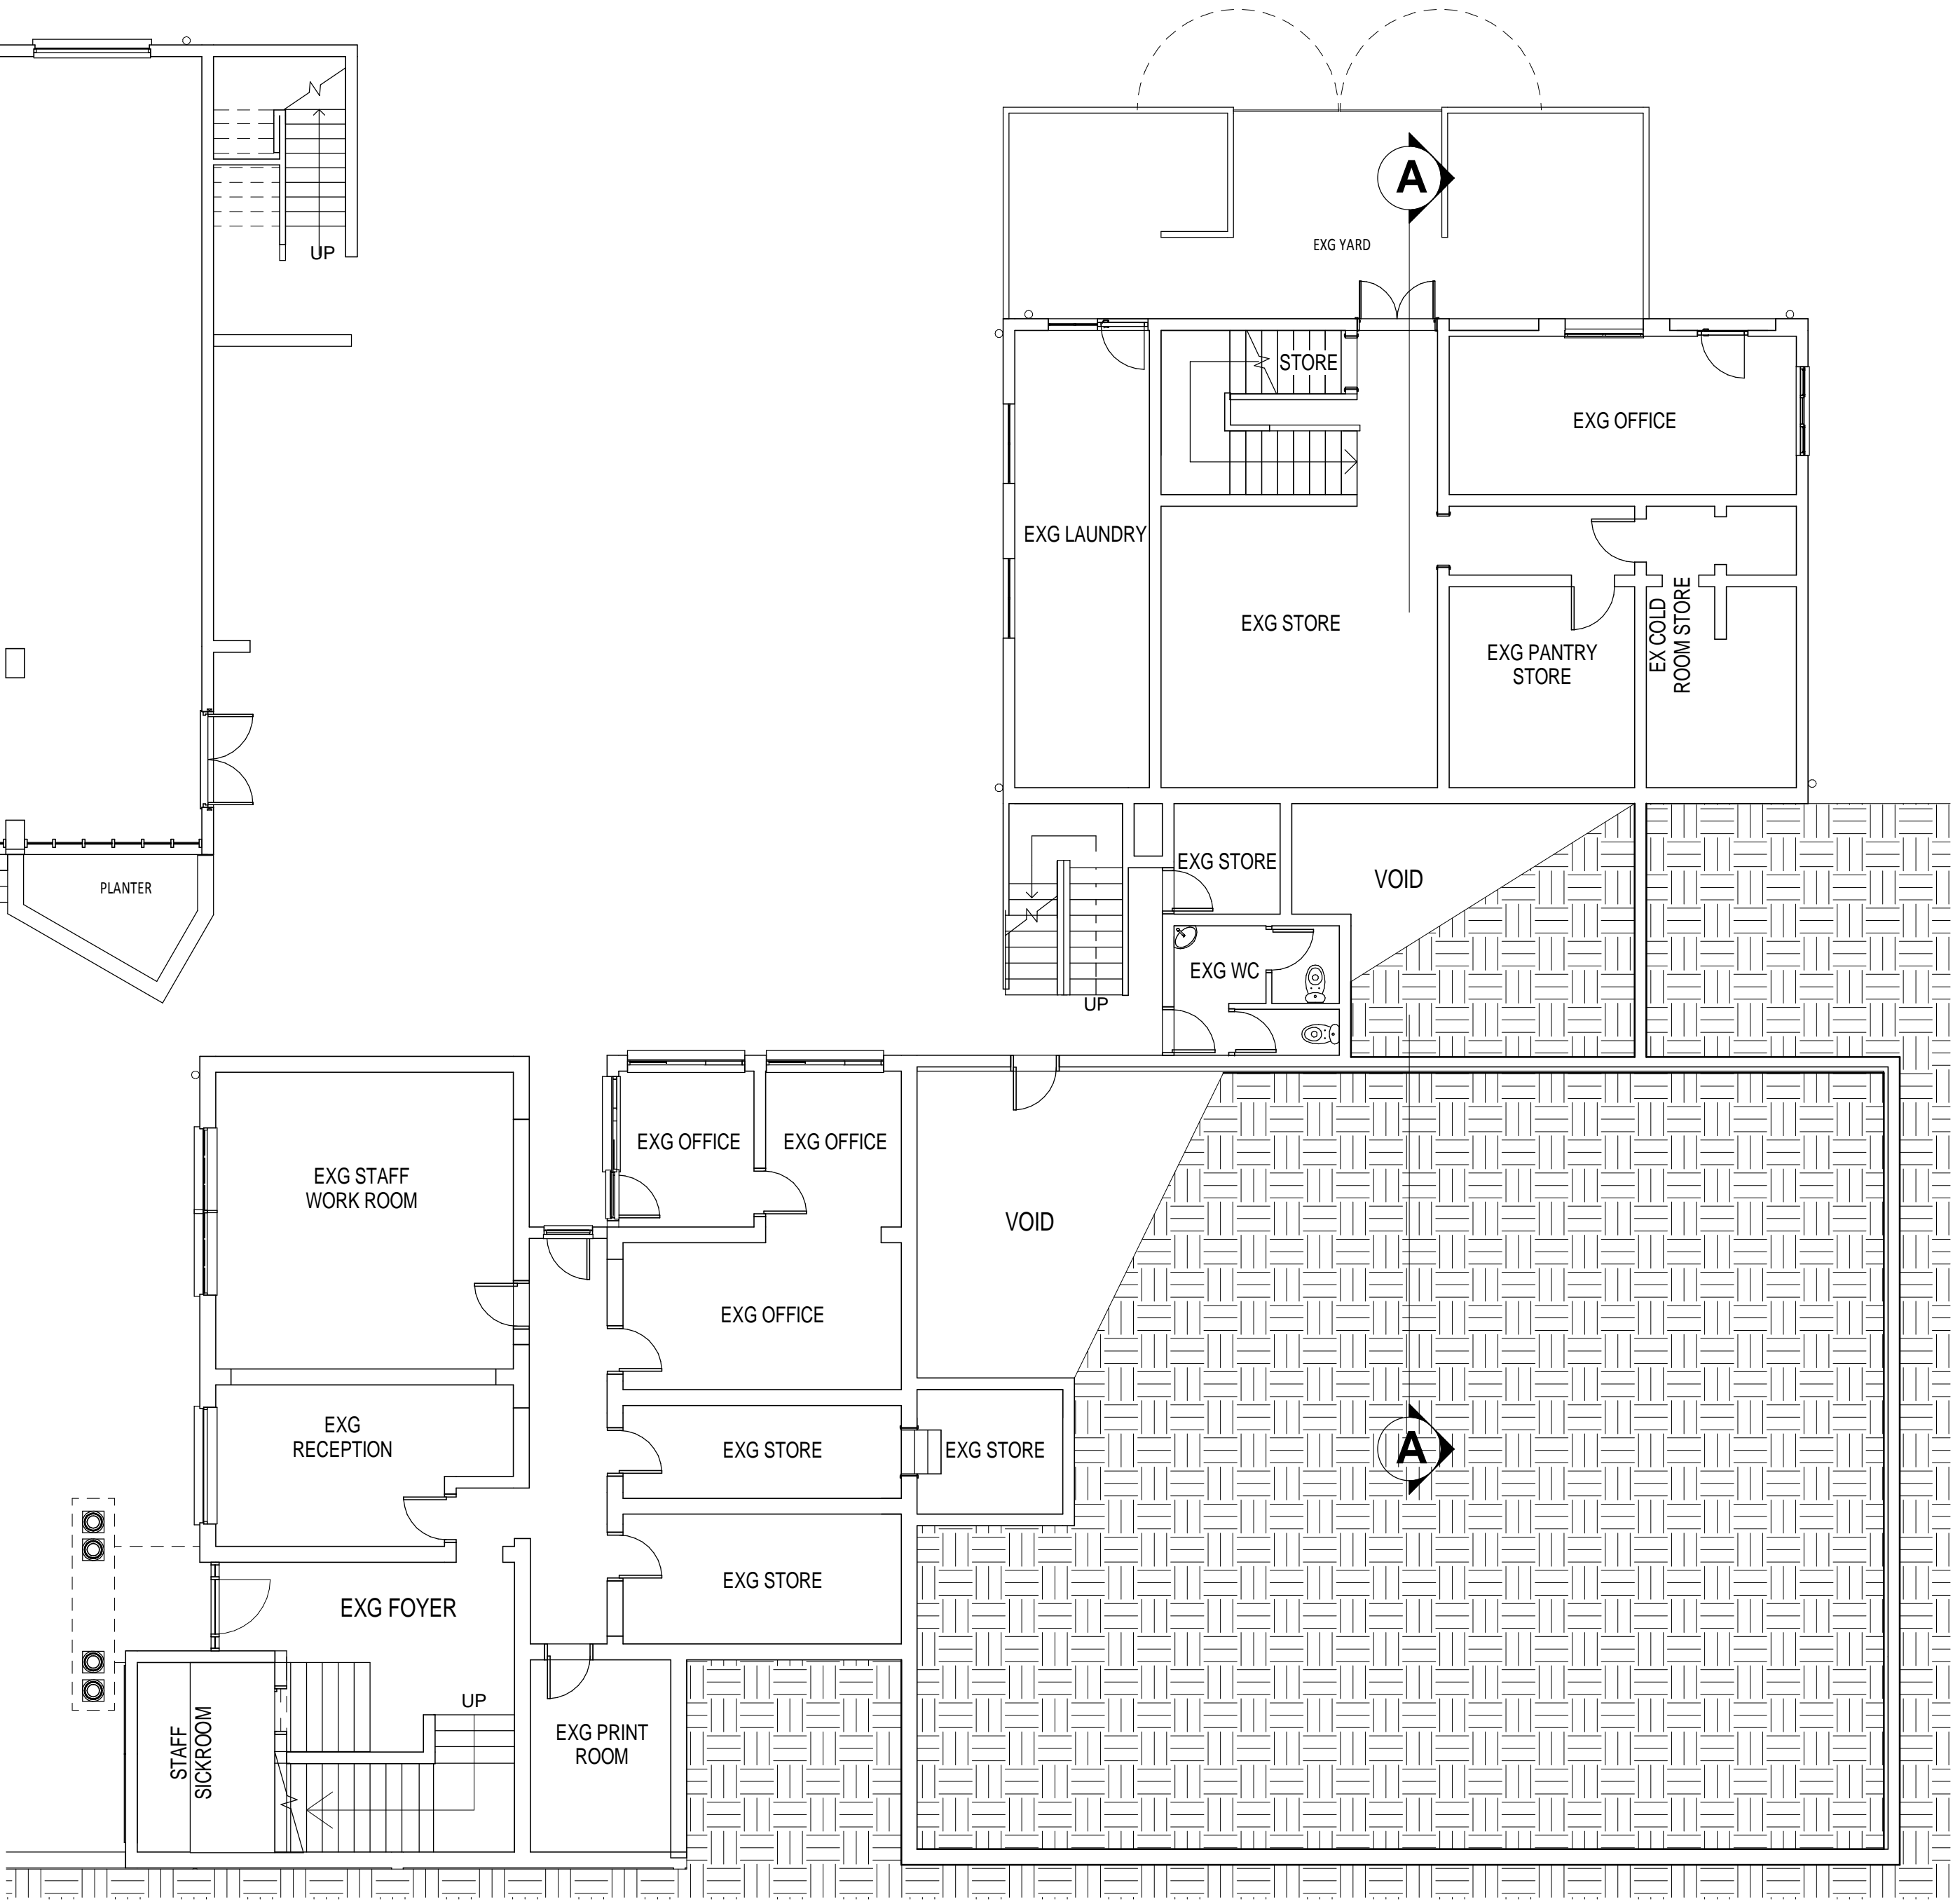 A
UP
EXG YARD
STORE
EXG OFFICE
EXG LAUNDRY
EXG STORE
EX COLD
ROOM STORE
EXG PANTRY
STORE
EXG STORE
VOID
PLANTER
EXG WC
UP
EXG OFFICE
EXG OFFICE
EXG STAFF
WORK ROOM
VOID
EXG OFFICE
EXG
RECEPTION
EXG STORE
EXG STORE
A
EXG STORE
EXG FOYER
UP
STAFF
SICKROOM
EXG PRINT
ROOM